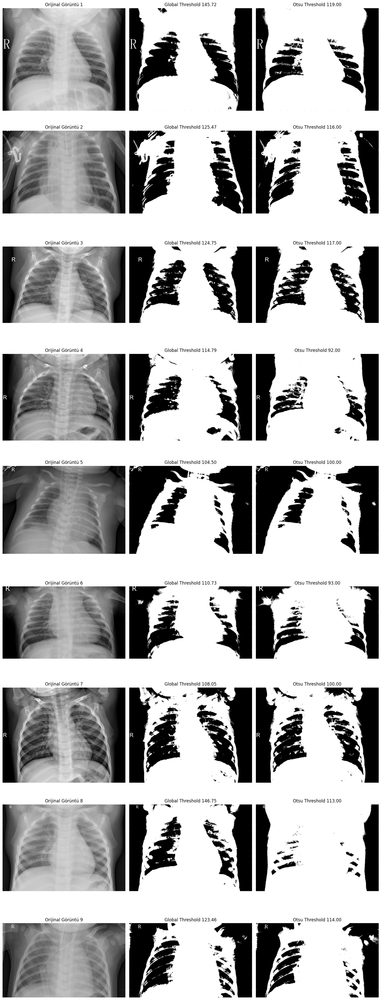 Orijinal Görüntü 1 Global Threshold 145.72 Otsu Threshold 119.00
R R R
Orijinal Görüntü 2 Global Threshold 125.47 Otsu Threshold 116.00
Orijinal Görüntü 3 Global Threshold 124.75 Otsu Threshold 117.00
R R R
Orijinal Görüntü 4 Global Threshold 114.79 Otsu Threshold 92.00
R R R
Orijinal Görüntü 5 Global Threshold 104.50 Otsu Threshold 100.00
R R R
Orijinal Görüntü 6 Global Threshold 110.73 Otsu Threshold 93.00
R R R
Orijinal Görüntü 7 Global Threshold 108.05 Otsu Threshold 100.00
R R R
Orijinal Görüntü 8 Global Threshold 146.75 Otsu Threshold 113.00
R R R
Orijinal Görüntü 9 Global Threshold 123.46 Otsu Threshold 114.00
R R R